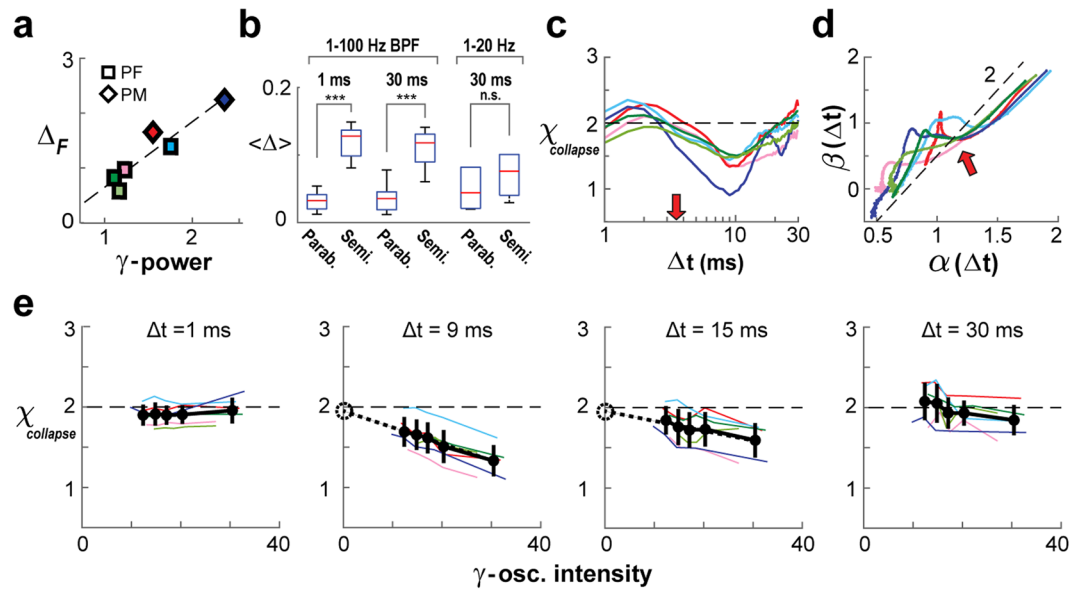 a
3
Δ_F
0
PF
PM
1
2
γ-power
b
1-100 Hz BPF
1-20 Hz
1 ms
30 ms
30 ms
***
***
n.s.
0.2
<Δ>
0
Parab.
Semi.
Parab.
Semi.
Parab.
Semi.
c
3
2
χ_collapse
1
1
10
30
Δt (ms)
d
2
2
1
β(Δt)
0
0.5
1
1.5
2
α(Δt)
e
3
Δt =1 ms
2
χ_collapse
1
0
20
40
3
Δt = 9 ms
2
1
0
20
40
3
Δt = 15 ms
2
1
0
20
40
3
Δt = 30 ms
2
1
0
20
40
γ-osc. intensity